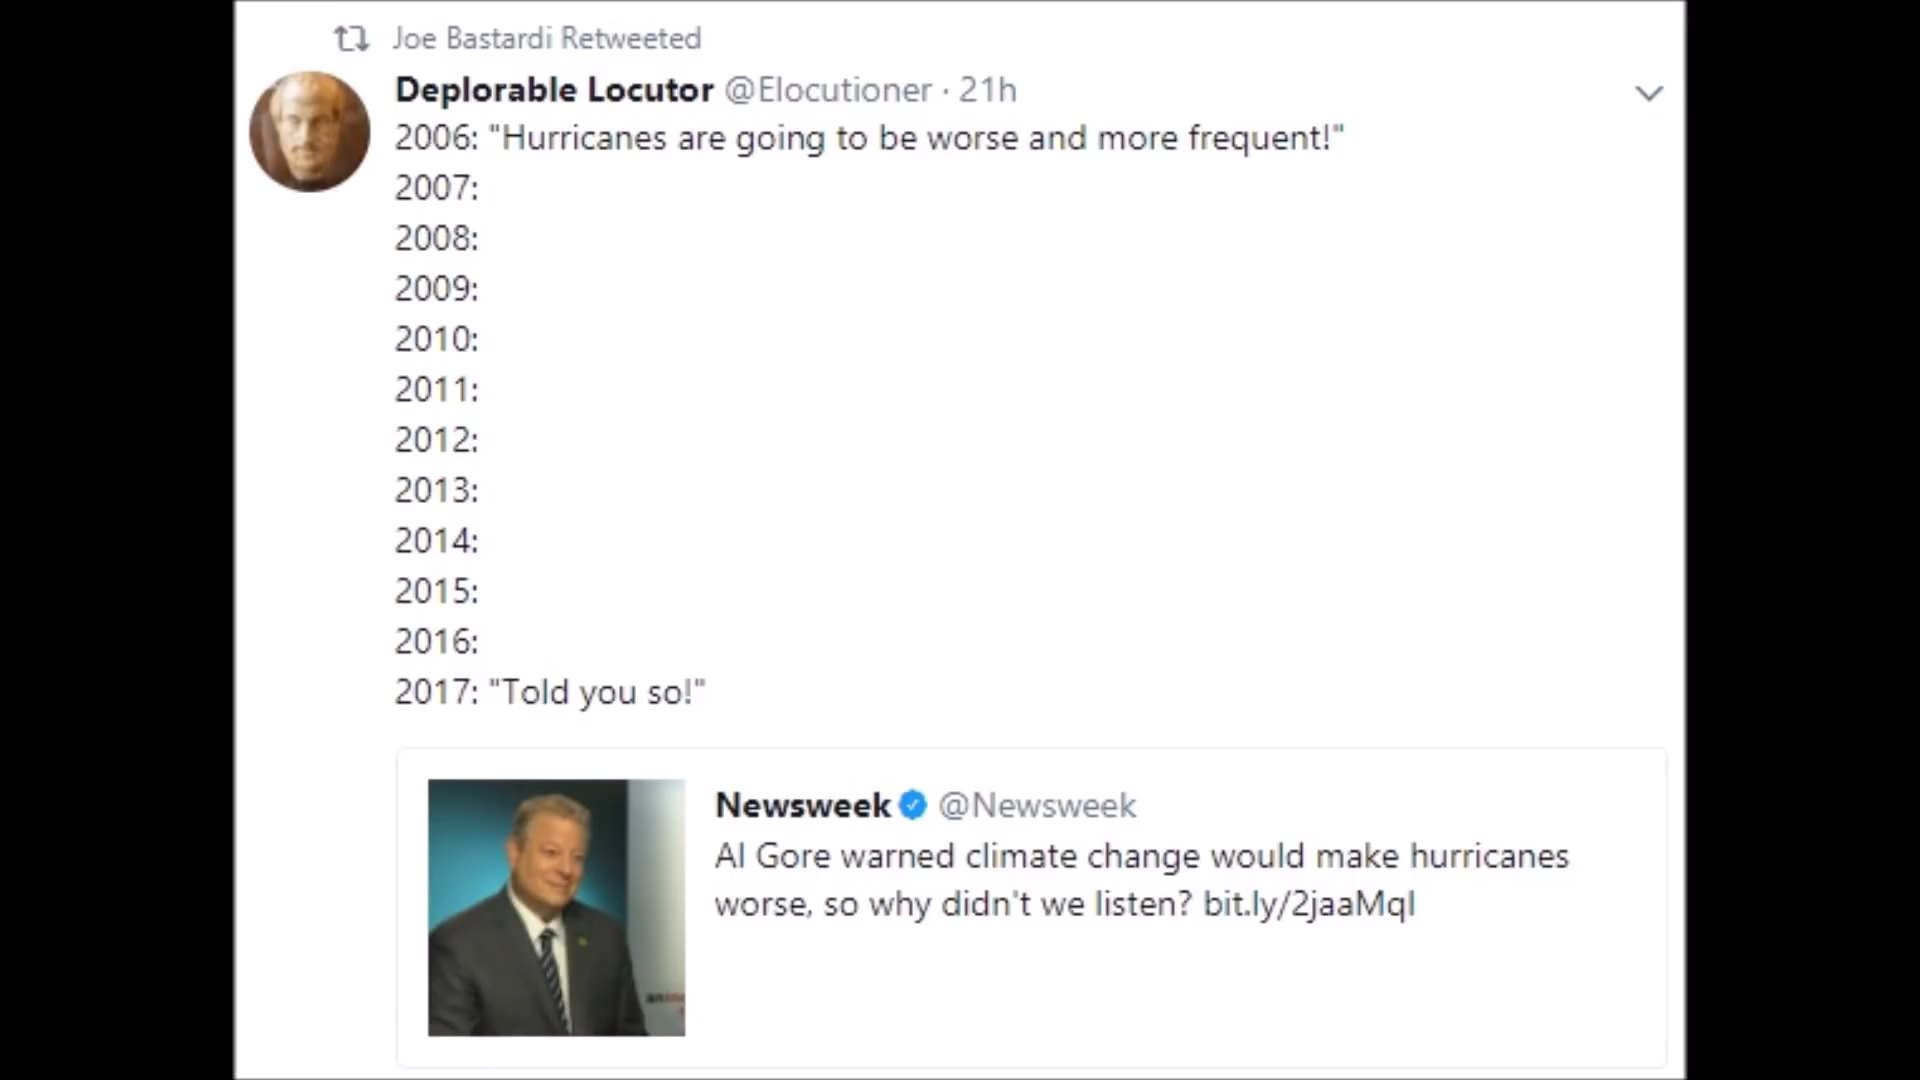 Joe Bastardi Retweeted
Deplorable Locutor @Elocutioner · 21h
2006: "Hurricanes are going to be worse and more frequent!"
2007:
2008:
2009:
2010:
2011:
2012:
2013:
2014:
2015:
2016:
2017: "Told you so!"
Newsweek @Newsweek
Al Gore warned climate change would make hurricanes
worse, so why didn't we listen? bit.ly/2jaaMql